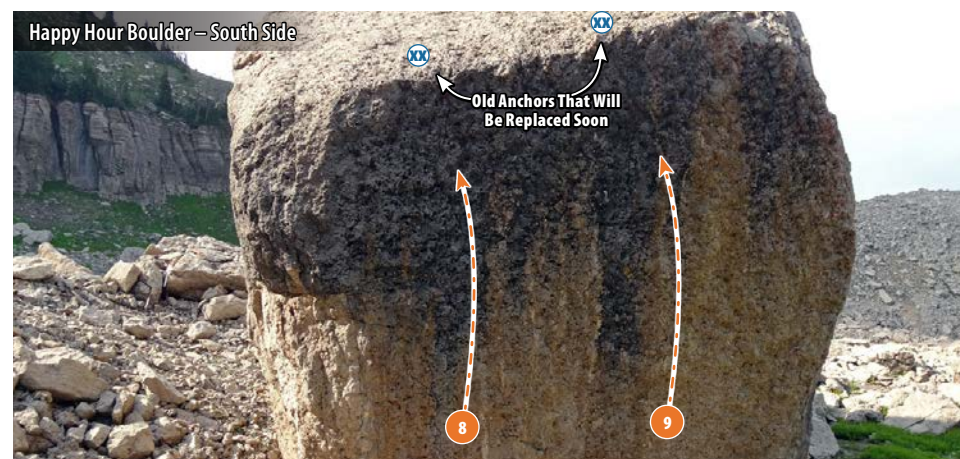 Happy Hour Boulder – South Side
XX
XX
Old Anchors That Will
Be Replaced Soon
8
9